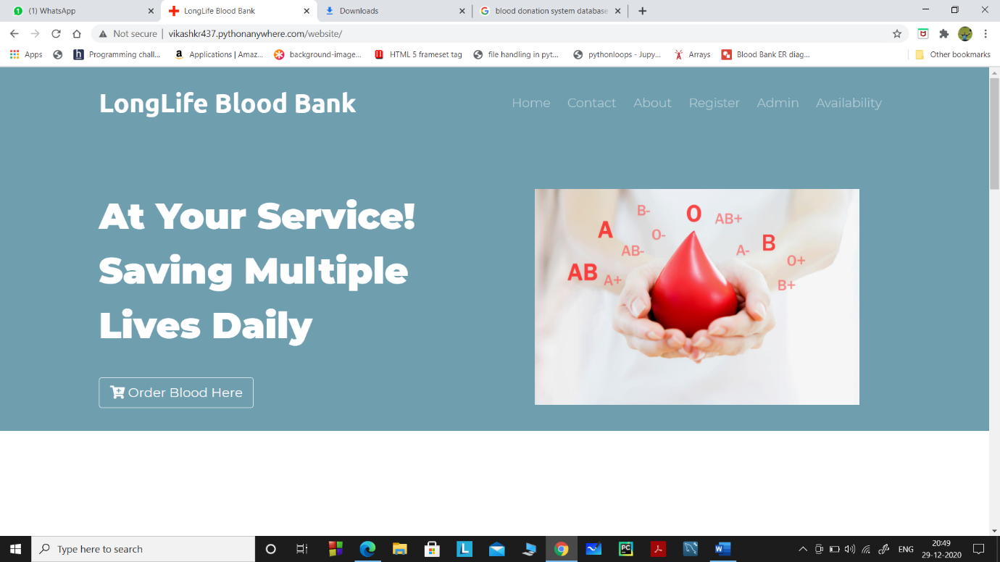 (1) WhatsApp
LongLife Blood Bank
Downloads
blood donation system database
Not secure | vikashkr437.pythonanywhere.com/website/
Apps
Programming chall...
Applications | Amaz...
background-image...
HTML 5 frameset tag
file handling in pyt...
pythonloops - Jupy...
Arrays
Blood Bank ER diag...
Other bookmarks
LongLife Blood Bank
Home Contact About Register Admin Availability
At Your Service!
Saving Multiple
Lives Daily
Order Blood Here
B-
O
AB+
A
O-
B
AB-
A-
O+
AB
A+
B+
Type here to search
ENG
20:49
29-12-2020